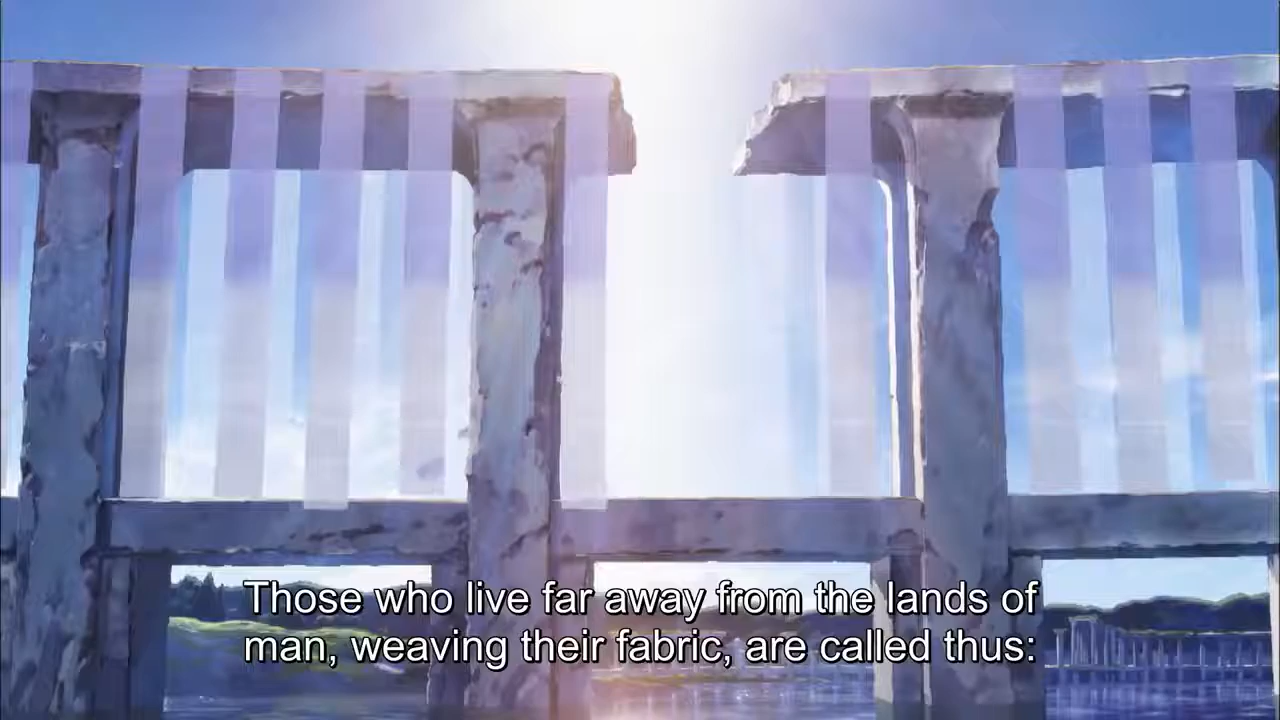 Those who live far away from the lands of
man, weaving their fabric, are called thus: